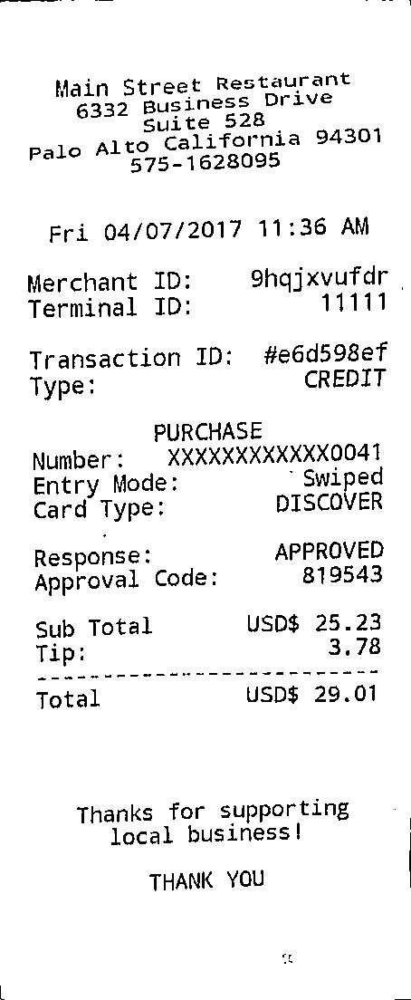 Main Street Restaurant
6332 Business Drive
Suite 528
Palo Alto California 94301
575-1628095
Fri 04/07/2017 11:36 AM
Merchant ID: 9hqjxvufdr
Terminal ID: 11111
Transaction ID: #e6d598ef
Type: CREDIT
PURCHASE
Number: XXXXXXXXXXXX0041
Entry Mode: Swiped
Card Type: DISCOVER
Response: APPROVED
Approval Code: 819543
Sub Total USD$ 25.23
Tip: 3.78
--------------------------
Total USD$ 29.01
Thanks for supporting
local business!
THANK YOU